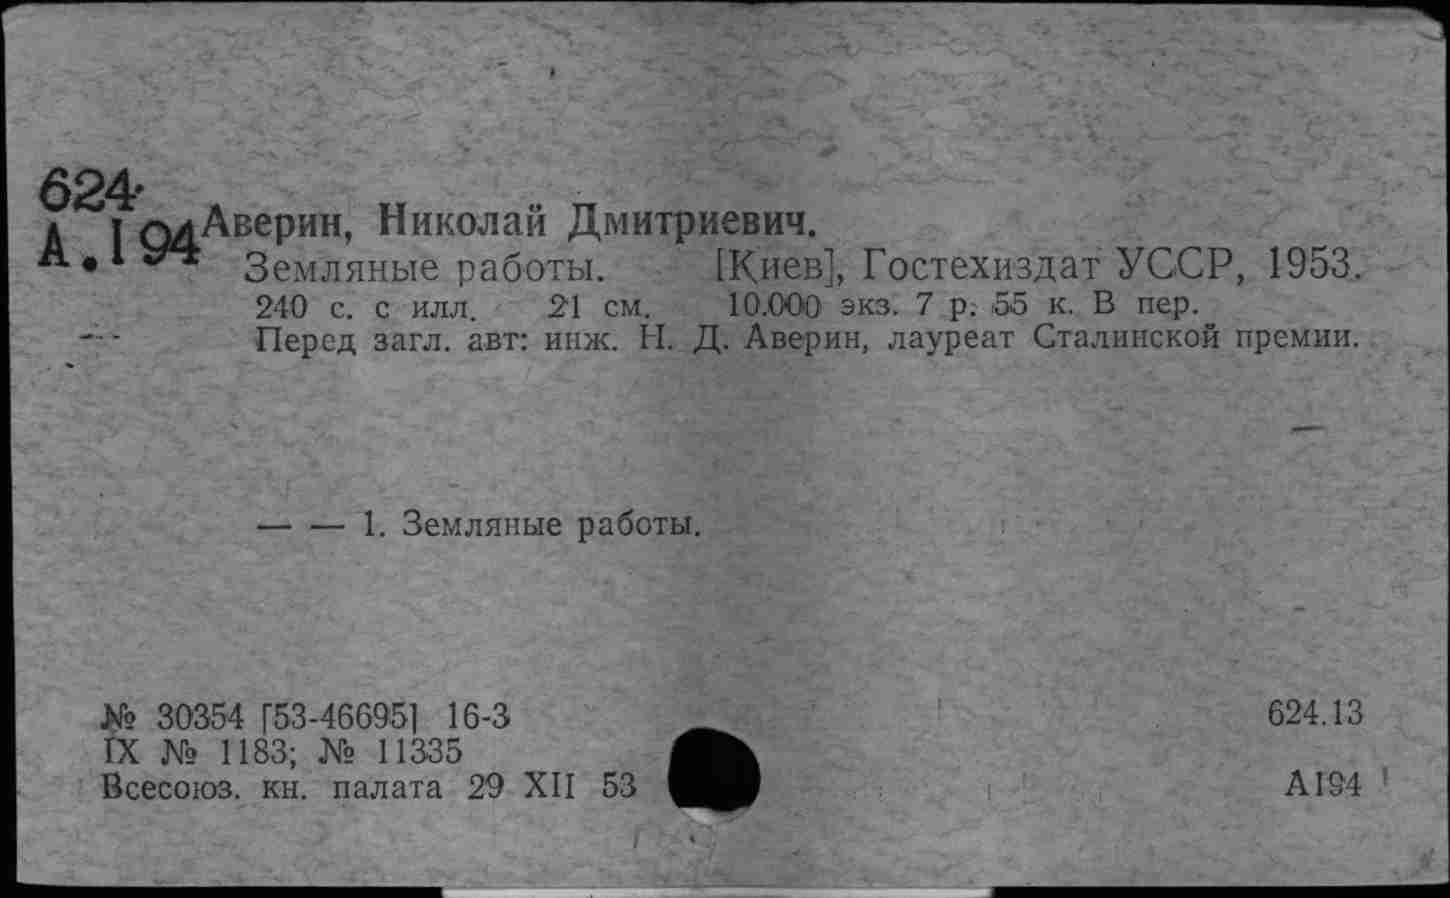 624
А.I94
Аверин, Николай Дмитриевич.
Земляные работы. [Киев], Гостехиздат УССР, 1953.
240 с. с илл. 21 см. 10.000 экз. 7 р. 55 к. В пер.
Перед загл. авт: инж. Н. Д. Аверин, лауреат Сталинской премии.
— — 1. Земляные работы.
№ 30354 [53-46695] 16-3
624.13
IX № 1183; № 11335
Всесоюз. кн. палата 29 XII 53
А194